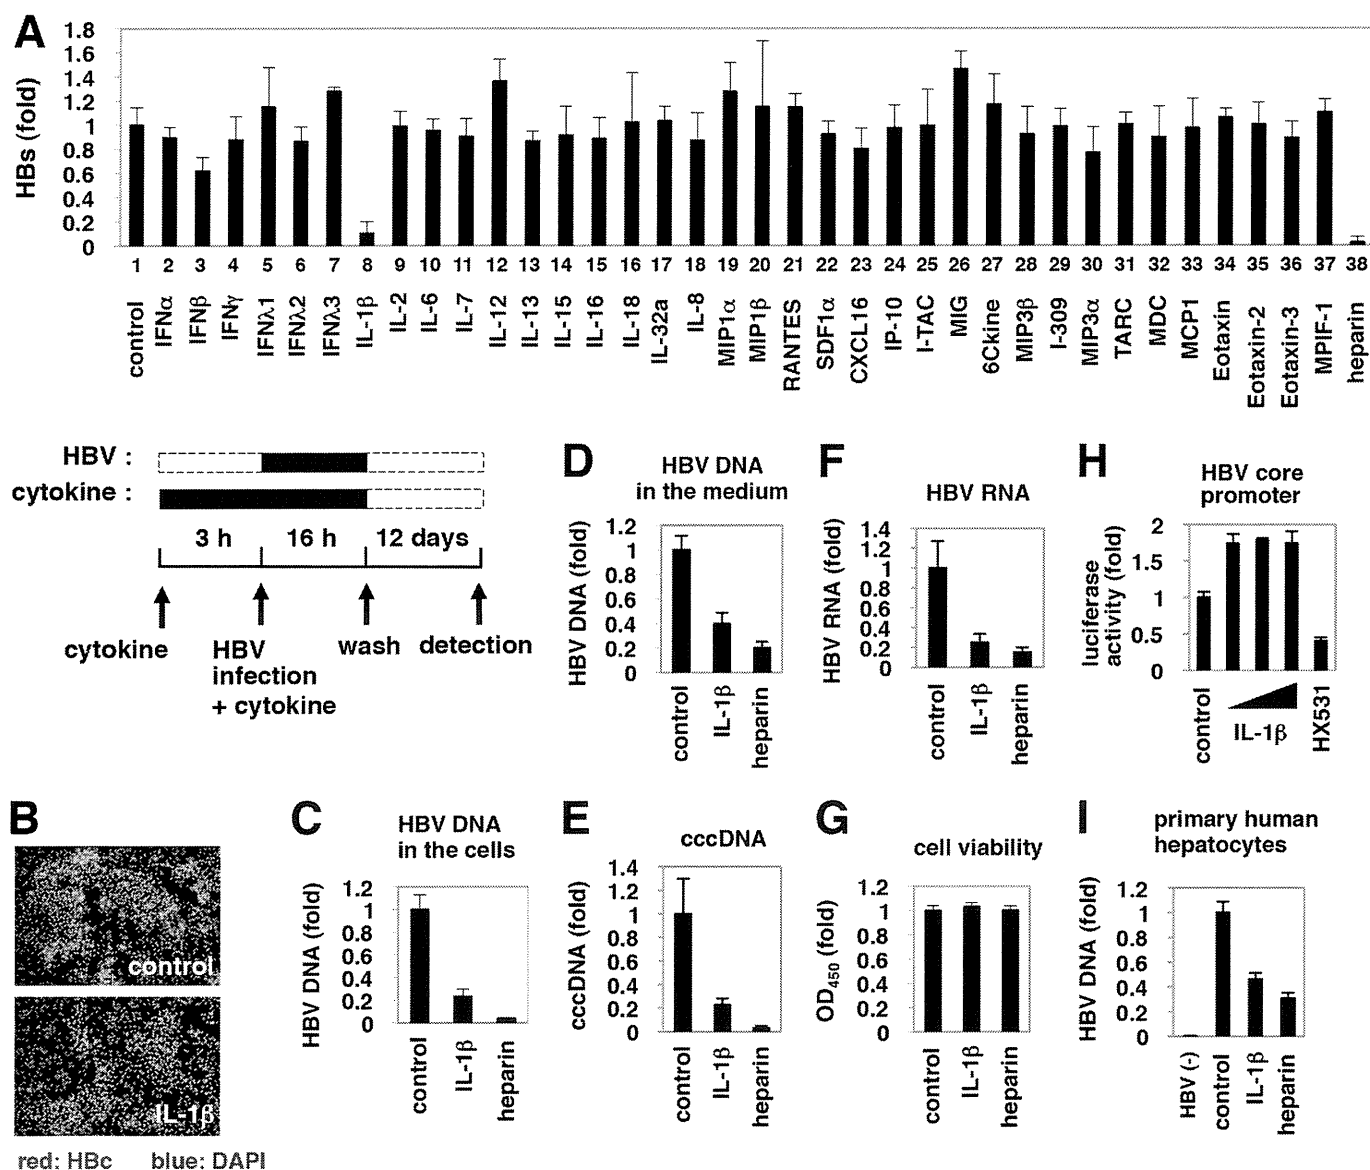 A
HBs (fold)
1.8
1.6
1.4
1.2
1
0.8
0.6
0.4
0.2
0
1 2 3 4 5 6 7 8 9 10 11 12 13 14 15 16 17 18 19 20 21 22 23 24 25 26 27 28 29 30 31 32 33 34 35 36 37 38
control
IFNα
IFNβ
IFNγ
IFNλ1
IFNλ2
IFNλ3
IL-1β
IL-2
IL-6
IL-7
IL-12
IL-13
IL-15
IL-16
IL-18
IL-32a
IL-8
MIP1α
MIP1β
RANTES
SDF1α
CXCL16
IP-10
I-TAC
MIG
6Ckine
MIP3β
I-309
MIP3α
TARC
MDC
MCP1
Eotaxin
Eotaxin-2
Eotaxin-3
MPIF-1
heparin
HBV :
cytokine :
3 h 16 h 12 days
cytokine
HBV
infection
+ cytokine
wash
detection
B
control
IL-1β
red: HBc blue: DAPI
C
HBV DNA
in the cells
HBV DNA (fold)
1.2
1
0.8
0.6
0.4
0.2
0
control
IL-1β
heparin
D
HBV DNA
in the medium
HBV DNA (fold)
1.2
1
0.8
0.6
0.4
0.2
0
control
IL-1β
heparin
E
cccDNA
cccDNA (fold)
1.4
1.2
1
0.8
0.6
0.4
0.2
0
control
IL-1β
heparin
F
HBV RNA
HBV RNA (fold)
1.4
1.2
1
0.8
0.6
0.4
0.2
0
control
IL-1β
heparin
G
cell viability
OD450 (fold)
1.2
1
0.8
0.6
0.4
0.2
0
control
IL-1β
heparin
H
HBV core
promoter
luciferase
activity (fold)
2
1.5
1
0.5
0
control
IL-1β
HX531
I
primary human
hepatocytes
HBV DNA (fold)
1.2
1
0.8
0.6
0.4
0.2
0
HBV (-)
control
IL-1β
heparin